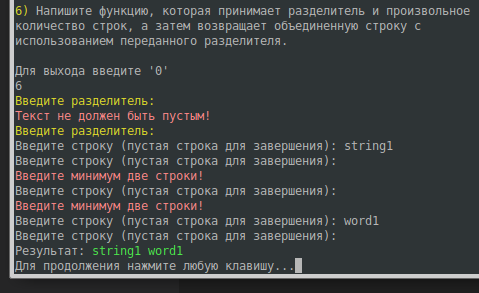 6) Напишите функцию, которая принимает разделитель и произвольное
количество строк, а затем возвращает объединенную строку с
использованием переданного разделителя.
Для выхода введите '0'
6
Введите разделитель:
Текст не должен быть пустым!
Введите разделитель:
Введите строку (пустая строка для завершения): string1
Введите строку (пустая строка для завершения):
Введите минимум две строки!
Введите строку (пустая строка для завершения):
Введите минимум две строки!
Введите строку (пустая строка для завершения): word1
Введите строку (пустая строка для завершения):
Результат: string1 word1
Для продолжения нажмите любую клавишу...